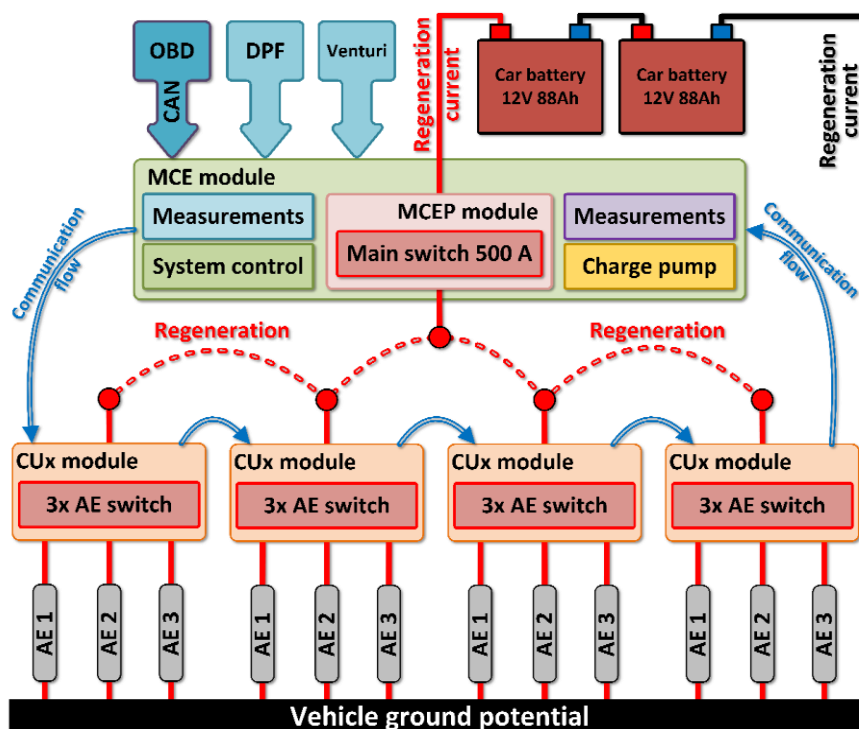 OBD
CAN
DPF
Venturi
Regeneration
current
Car battery
12V 88Ah
Car battery
12V 88Ah
Regeneration
current
MCE module
Measurements
System control
MCEP module
Main switch 500 A
Measurements
Charge pump
Communication
flow
Communication
flow
Regeneration
Regeneration
CUx module
3x AE switch
CUx module
3x AE switch
CUx module
3x AE switch
CUx module
3x AE switch
AE 1
AE 2
AE 3
AE 1
AE 2
AE 3
AE 1
AE 2
AE 3
AE 1
AE 2
AE 3
Vehicle ground potential